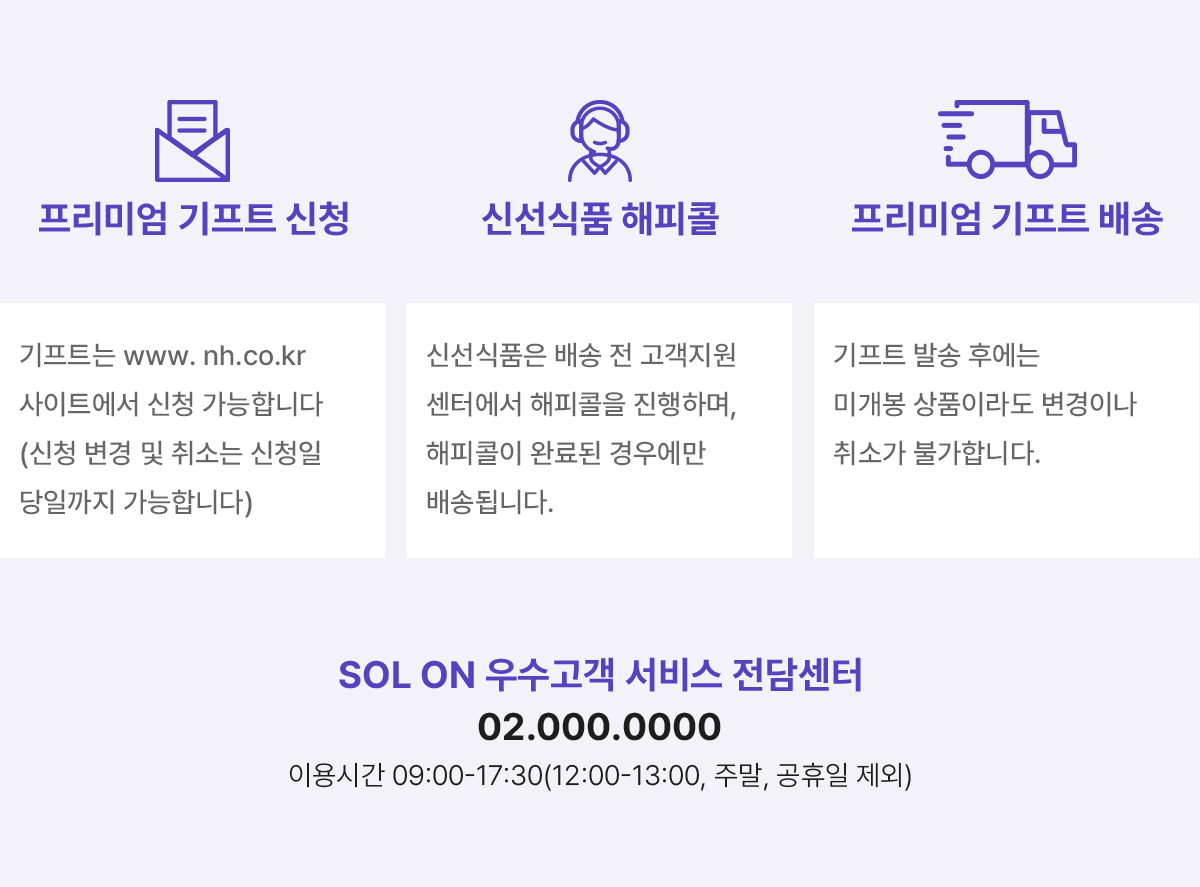 프리미엄 기프트 신청
기프트는 www. nh.co.kr
사이트에서 신청 가능합니다
(신청 변경 및 취소는 신청일
당일까지 가능합니다)
신선식품 해피콜
신선식품은 배송 전 고객지원
센터에서 해피콜을 진행하며,
해피콜이 완료된 경우에만
배송됩니다.
프리미엄 기프트 배송
기프트 발송 후에는
미개봉 상품이라도 변경이나
취소가 불가합니다.
SOL ON 우수고객 서비스 전담센터
02.000.0000
이용시간 09:00-17:30(12:00-13:00, 주말, 공휴일 제외)